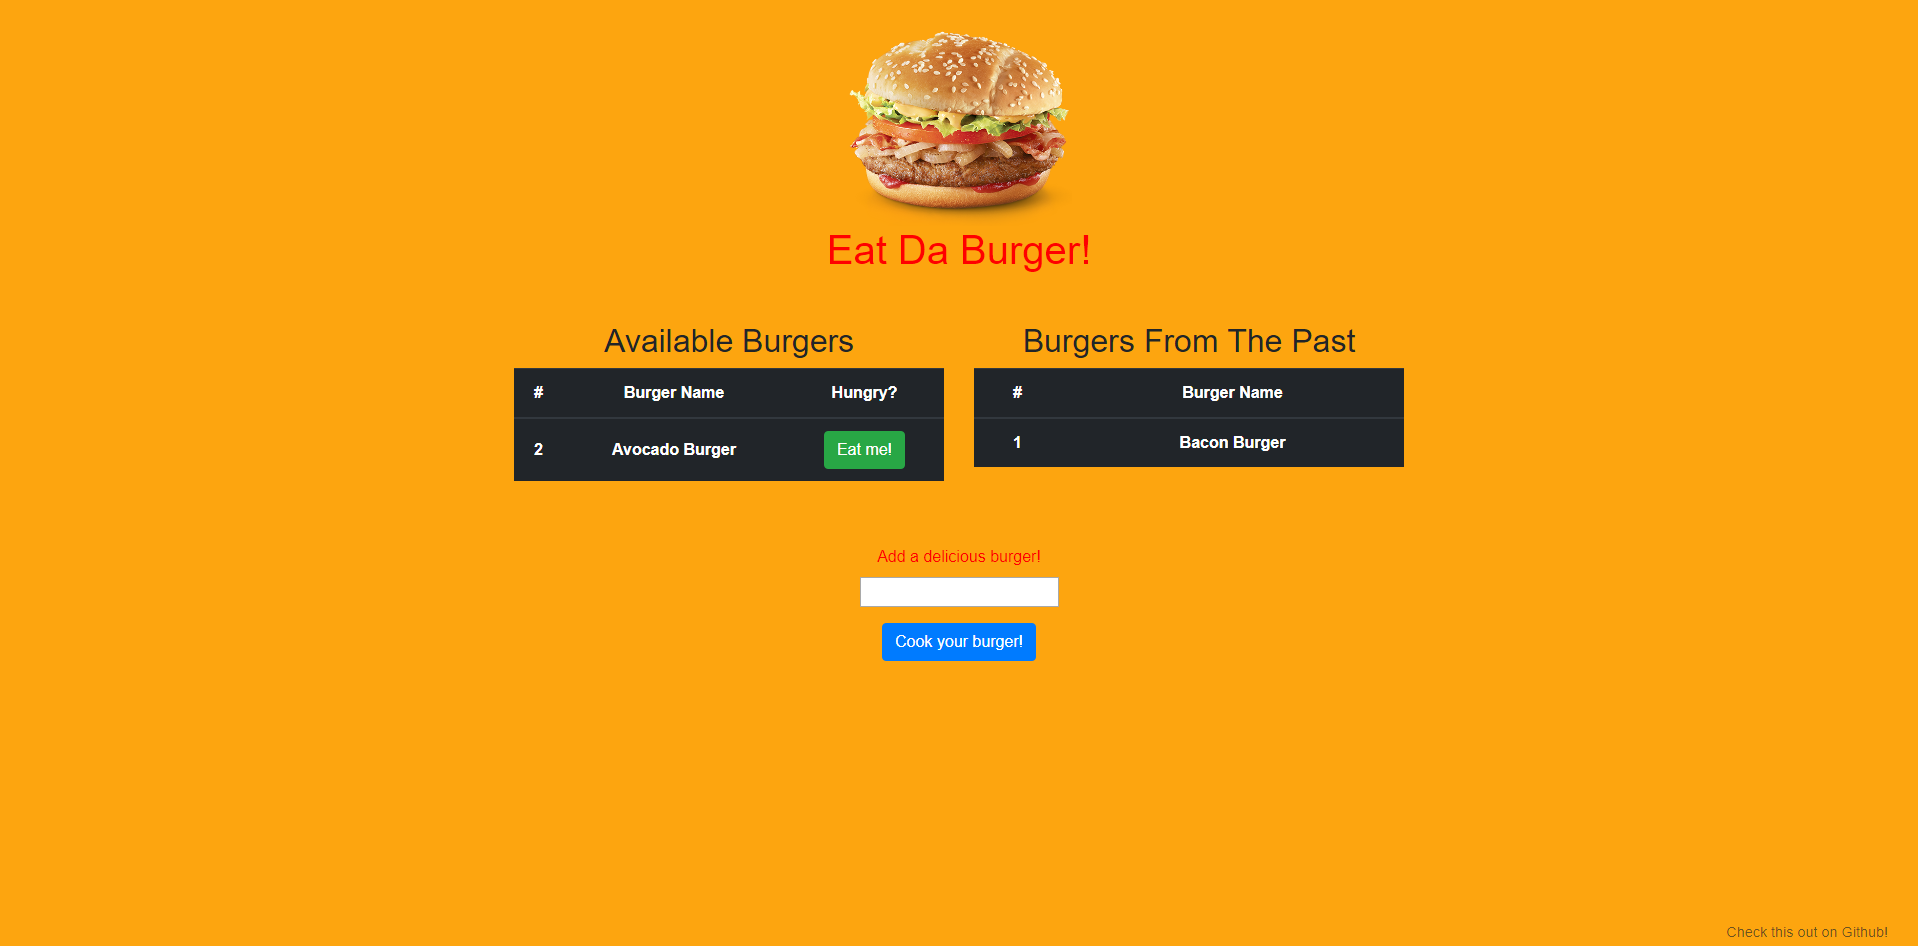 Eat Da Burger!
Available Burgers
# Burger Name Hungry?
2 Avocado Burger Eat me!
Burgers From The Past
# Burger Name
1 Bacon Burger
Add a delicious burger!
Cook your burger!
Check this out on Github!